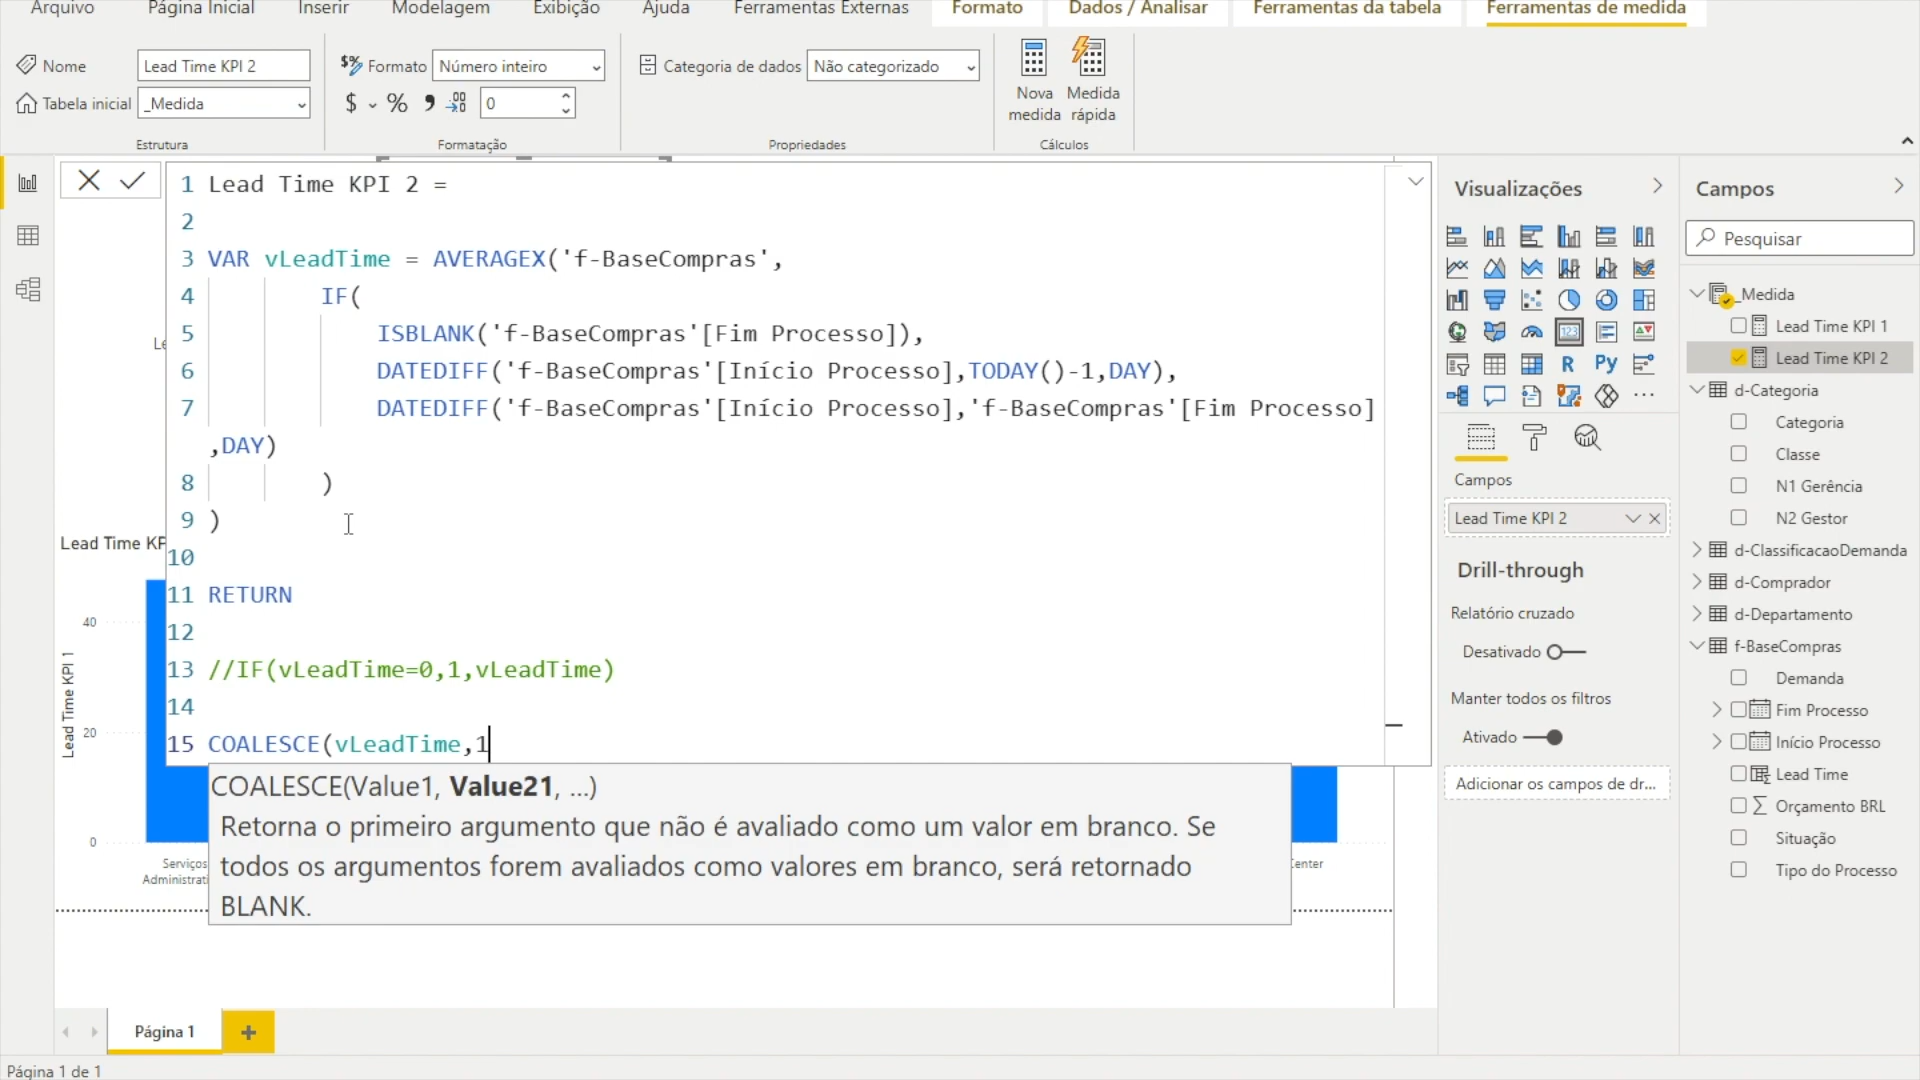 Arquivo Página Inicial Inserir Modelagem Exibição Ajuda Ferramentas Externas Formato Dados / Analisar Ferramentas da tabela Ferramentas de medida
Nome Lead Time KPI 2
Tabela inicial _Medida
Estrutura
Formato Número inteiro
$ % 0
Formatação
Categoria de dados Não categorizado
Propriedades
Nova medida
Medida rápida
Cálculos
1 Lead Time KPI 2 =
2
3 VAR vLeadTime = AVERAGEX('f-BaseCompras',
4 IF(
5 ISBLANK('f-BaseCompras'[Fim Processo]),
6 DATEDIFF('f-BaseCompras'[Início Processo],TODAY()-1,DAY),
7 DATEDIFF('f-BaseCompras'[Início Processo],'f-BaseCompras'[Fim Processo]
,DAY)
8 )
9 )
10
11 RETURN
12
13 //IF(vLeadTime=0,1,vLeadTime)
14
15 COALESCE(vLeadTime,1
COALESCE(Value1, Value21, ...)
Retorna o primeiro argumento que não é avaliado como um valor em branco. Se
todos os argumentos forem avaliados como valores em branco, será retornado
BLANK.
Le
Lead Time KP
Lead Time KPI 1
40
20
0
Serviços
Administrati
Center
Página 1
+
Página 1 de 1
Visualizações
123
R
Py
...
Campos
Lead Time KPI 2
Drill-through
Relatório cruzado
Desativado
Manter todos os filtros
Ativado
Adicionar os campos de dr...
Campos
Pesquisar
_Medida
Lead Time KPI 1
Lead Time KPI 2
d-Categoria
Categoria
Classe
N1 Gerência
N2 Gestor
d-ClassificacaoDemanda
d-Comprador
d-Departamento
f-BaseCompras
Demanda
Fim Processo
Início Processo
Lead Time
Orçamento BRL
Situação
Tipo do Processo